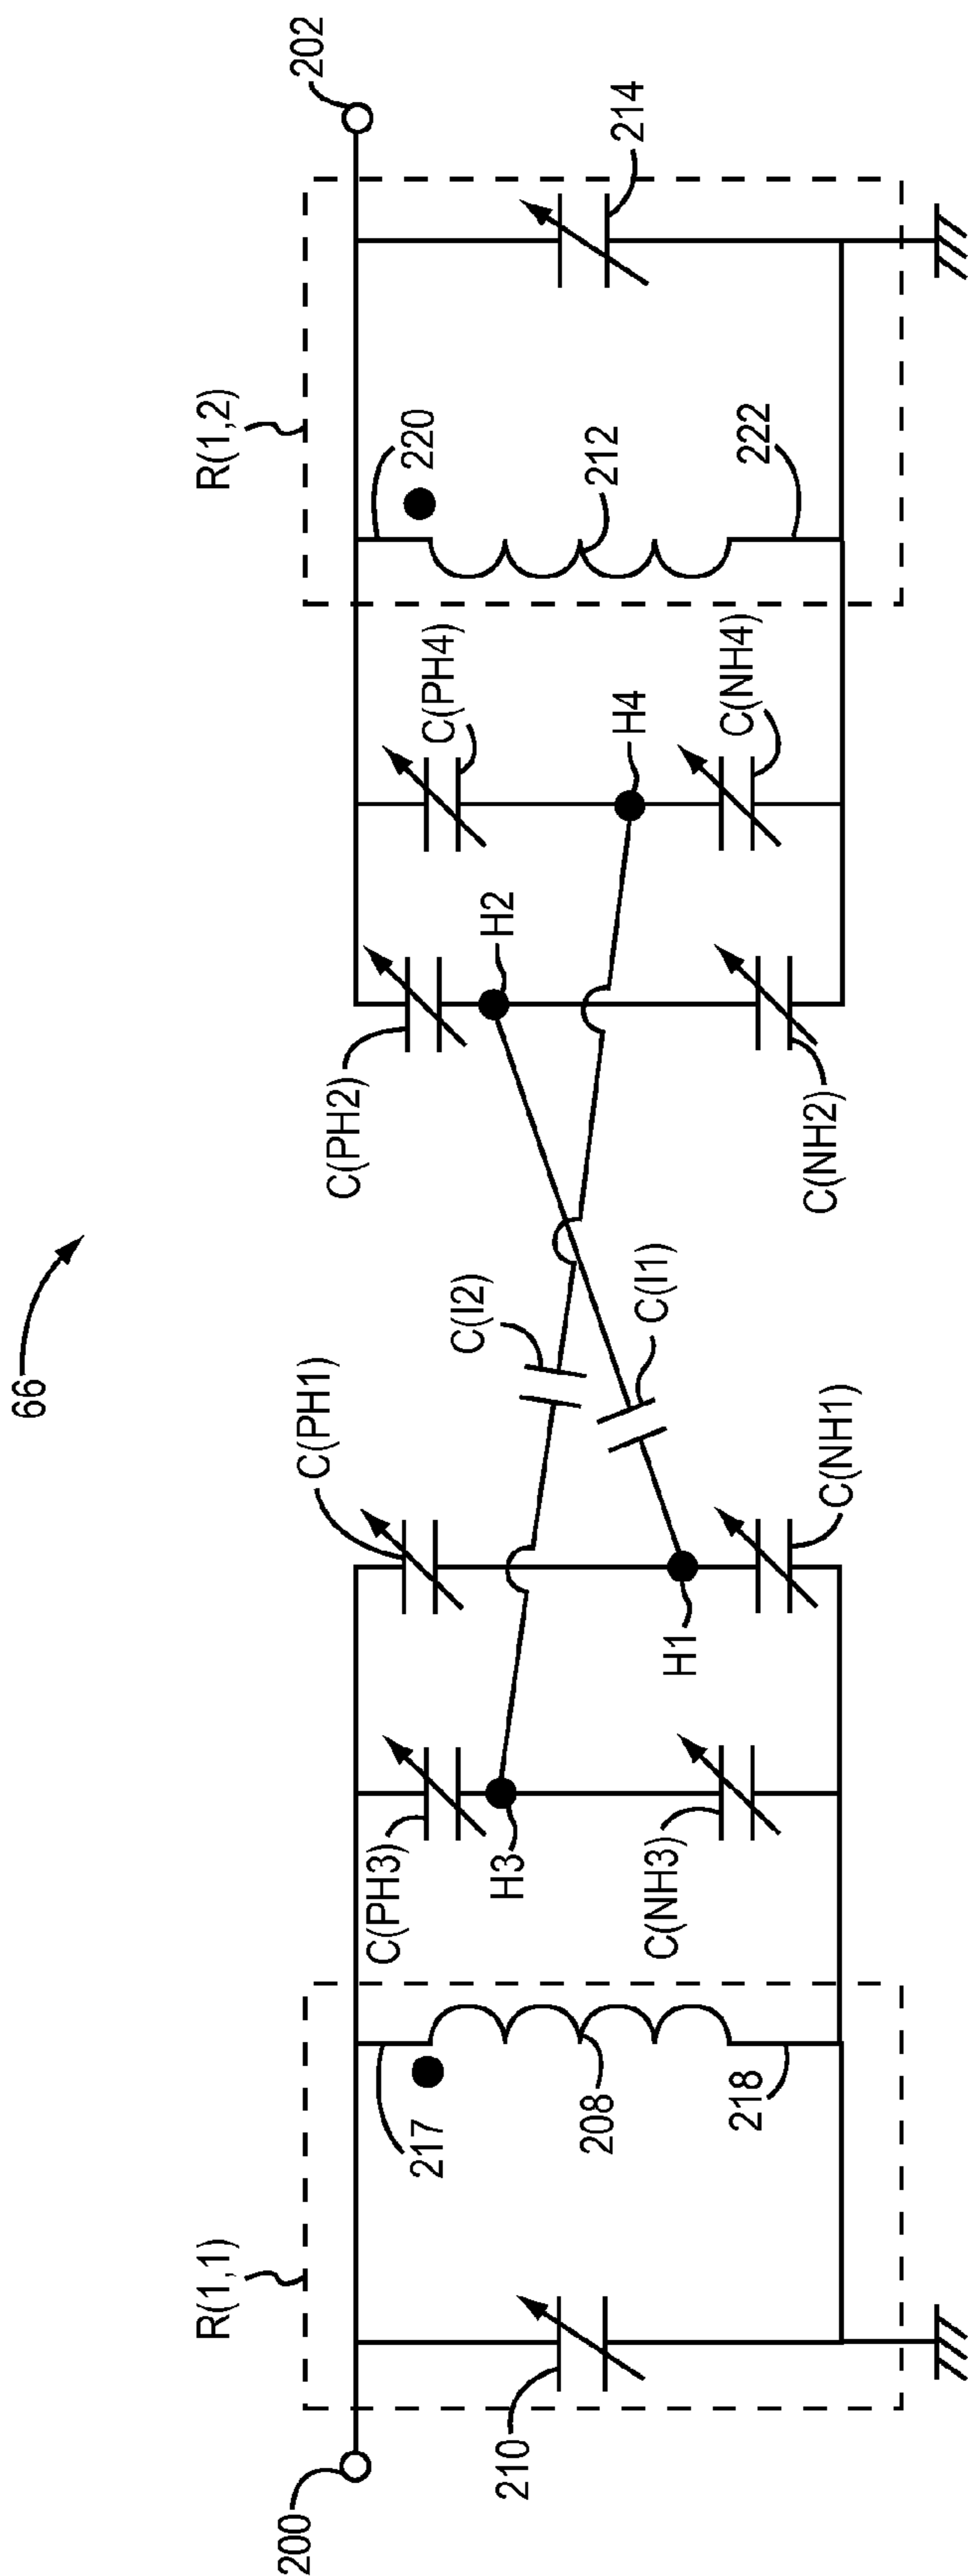 66
R(1,1)
R(1,2)
200
202
210
217
208
218
C(PH3)
H3
C(NH3)
C(PH1)
H1
C(NH1)
C(I2)
C(I1)
C(PH2)
H2
C(NH2)
C(PH4)
H4
C(NH4)
220
212
222
214